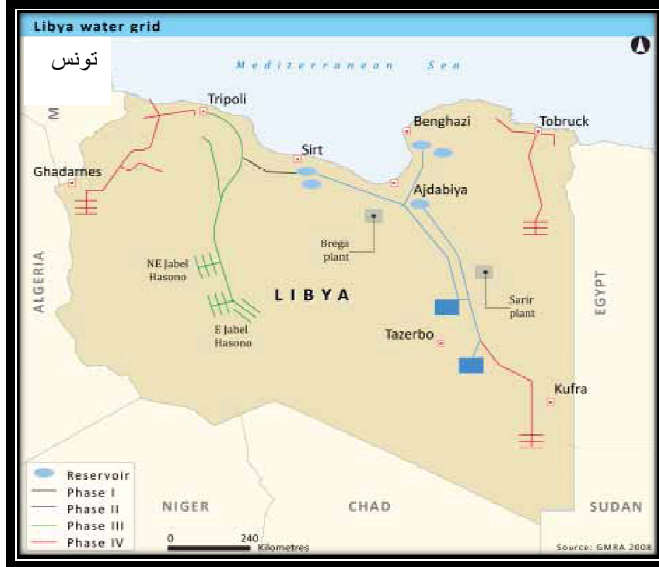 Libya water grid
تونس
Mediterranean Sea
M
Tripoli
Benghazi
Tobruck
Sirt
Ghadames
Ajdabiya
ALGERIA
NE Jabel
Hasono
Brega
plant
LIBYA
EGYPT
Sarir
plant
E Jabel
Hasono
Tazerbo
Kufra
Reservoir
Phase I
Phase II
Phase III
Phase IV
NIGER
CHAD
SUDAN
0 240
Kilometres
Source: GMRA 2008